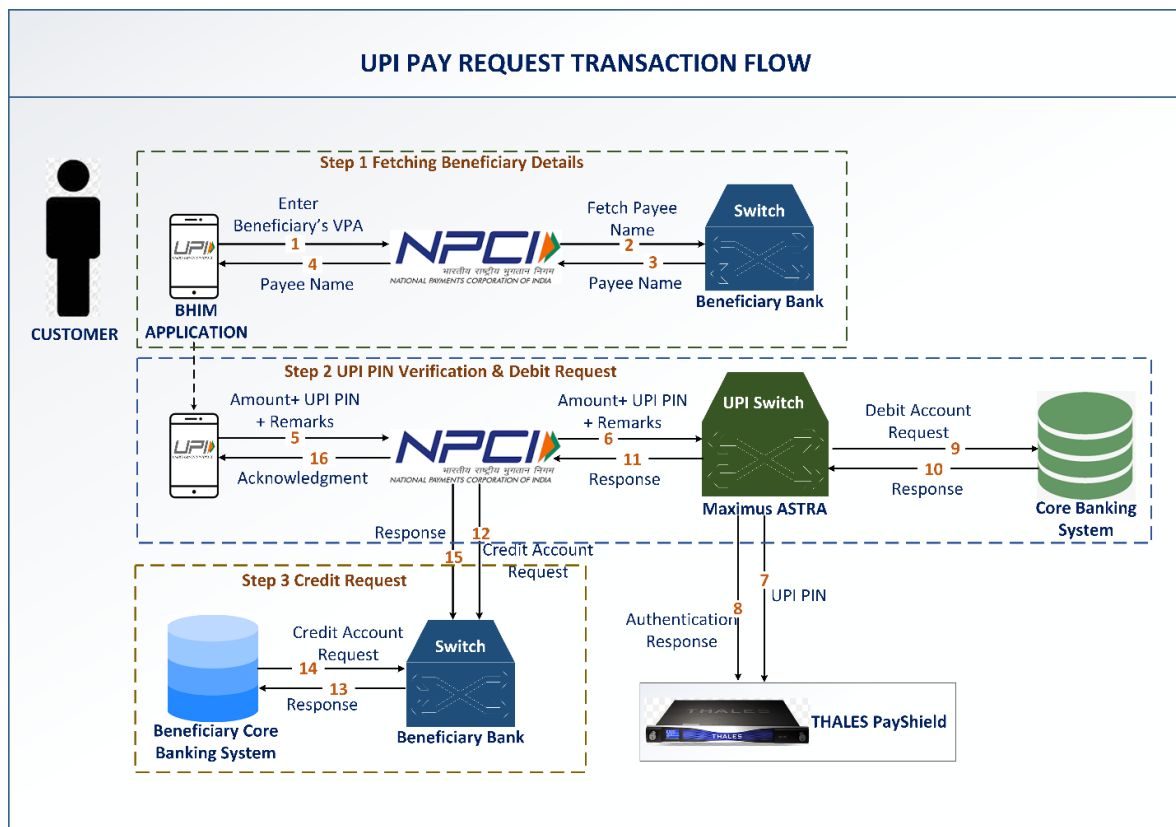 UPI PAY REQUEST TRANSACTION FLOW
Step 1 Fetching Beneficiary Details
Enter
Beneficiary's VPA
1
4
Payee Name
UPI
BHIM
APPLICATION
CUSTOMER
NPCI
भारतीय राष्ट्रीय भुगतान निगम
NATIONAL PAYMENTS CORPORATION OF INDIA
Fetch Payee
Name
2
3
Payee Name
Switch
Beneficiary Bank
Step 2 UPI PIN Verification & Debit Request
UPI
Amount+ UPI PIN
+ Remarks
5
16
Acknowledgment
NPCI
भारतीय राष्ट्रीय भुगतान निगम
NATIONAL PAYMENTS CORPORATION OF INDIA
Amount+ UPI PIN
+ Remarks
6
11
Response
UPI Switch
Maximus ASTRA
Debit Account
Request
9
10
Response
Core Banking
System
Response
15
12
Credit Account
Request
7
UPI PIN
8
Authentication
Response
Step 3 Credit Request
Credit Account
Request
14
13
Response
Beneficiary Core
Banking System
Switch
Beneficiary Bank
THALES
THALES
THALES PayShield